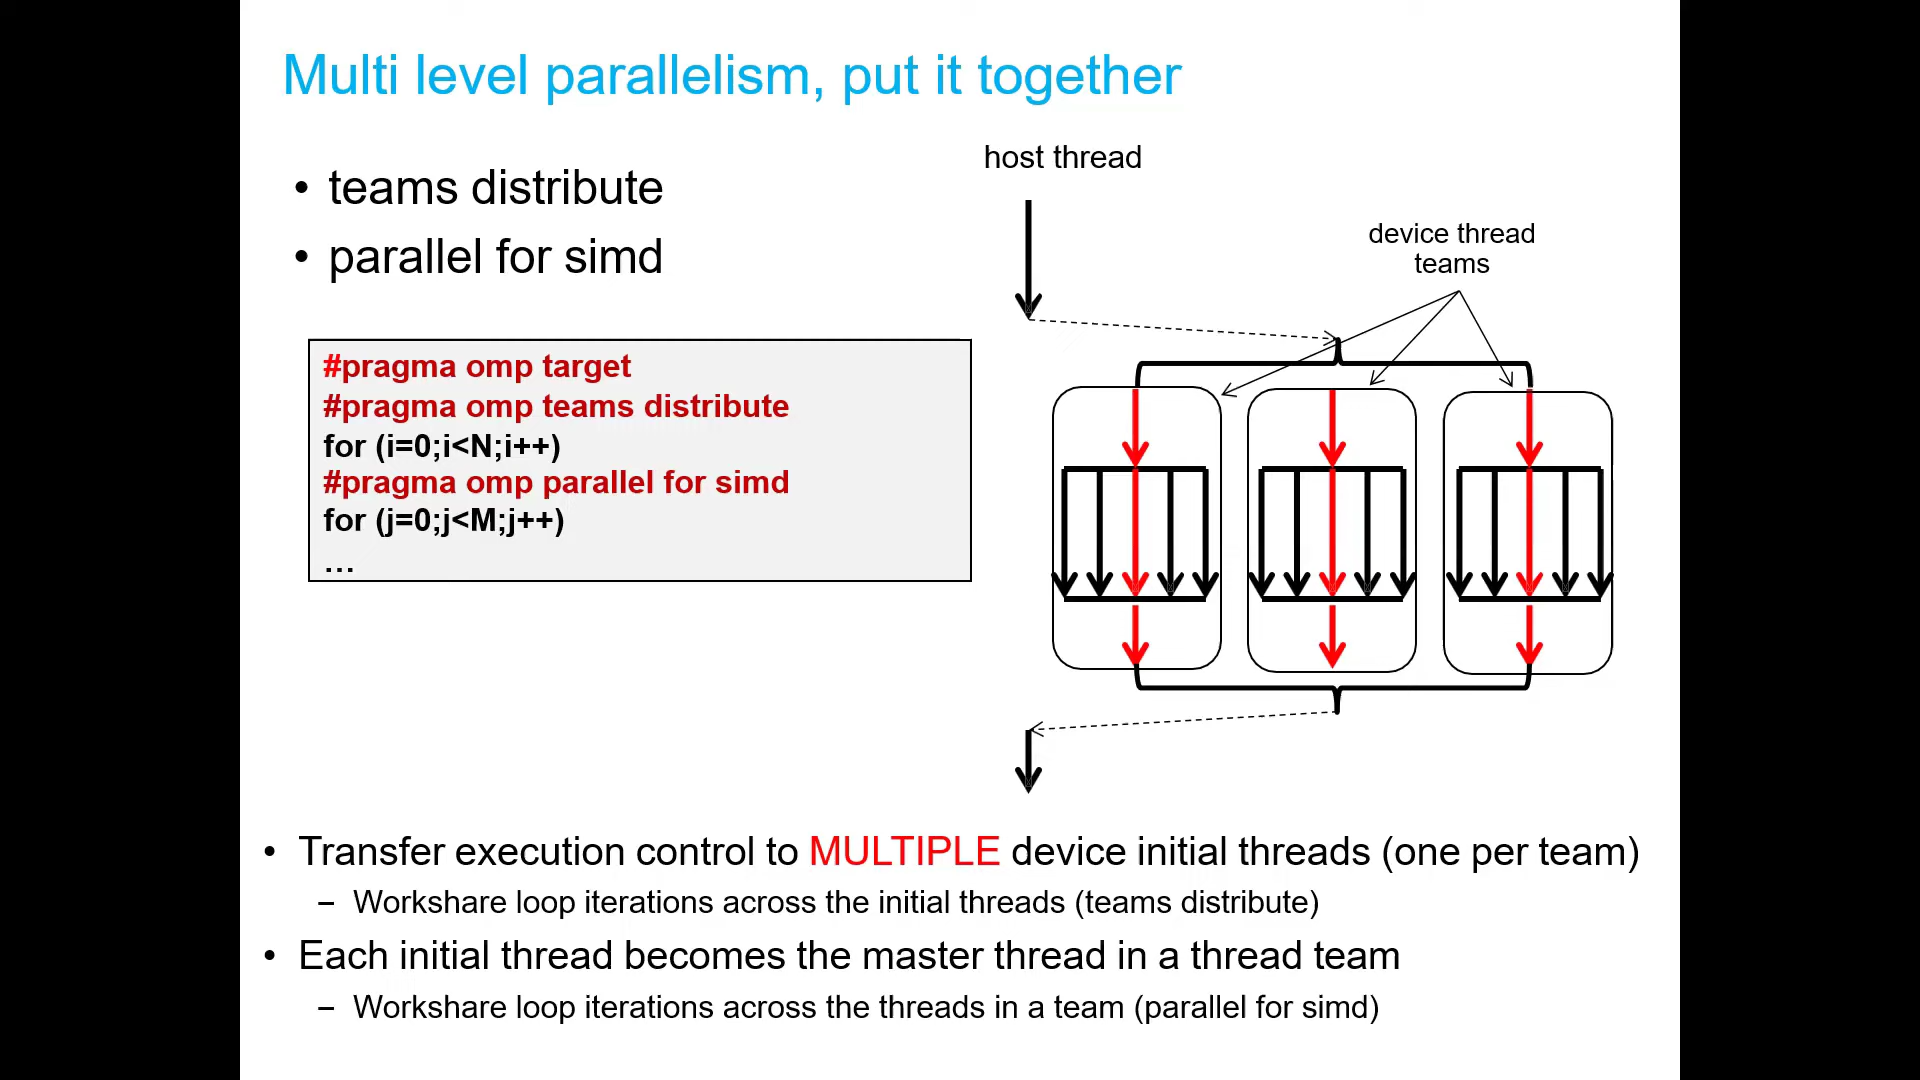 Multi level parallelism, put it together
• teams distribute
• parallel for simd
host thread
device thread
teams
#pragma omp target
#pragma omp teams distribute
for (i=0;i<N;i++)
#pragma omp parallel for simd
for (j=0;j<M;j++)
…
• Transfer execution control to MULTIPLE device initial threads (one per team)
– Workshare loop iterations across the initial threads (teams distribute)
• Each initial thread becomes the master thread in a thread team
– Workshare loop iterations across the threads in a team (parallel for simd)